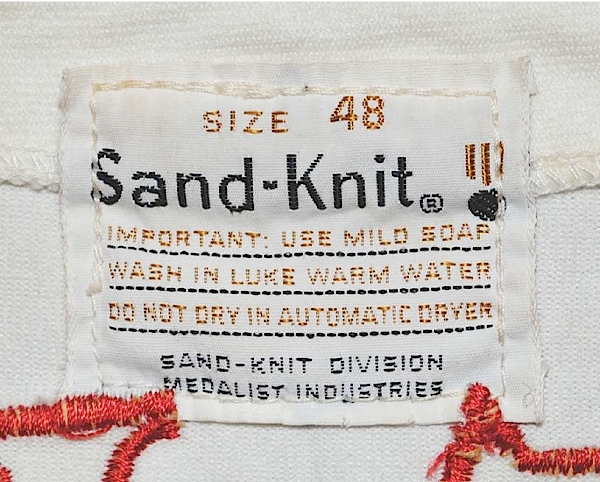 SIZE 48
Sand-Knit®
IMPORTANT: USE MILD SOAP
WASH IN LUKE WARM WATER
DO NOT DRY IN AUTOMATIC DRYER
SAND-KNIT DIVISION
MEDALIST INDUSTRIES